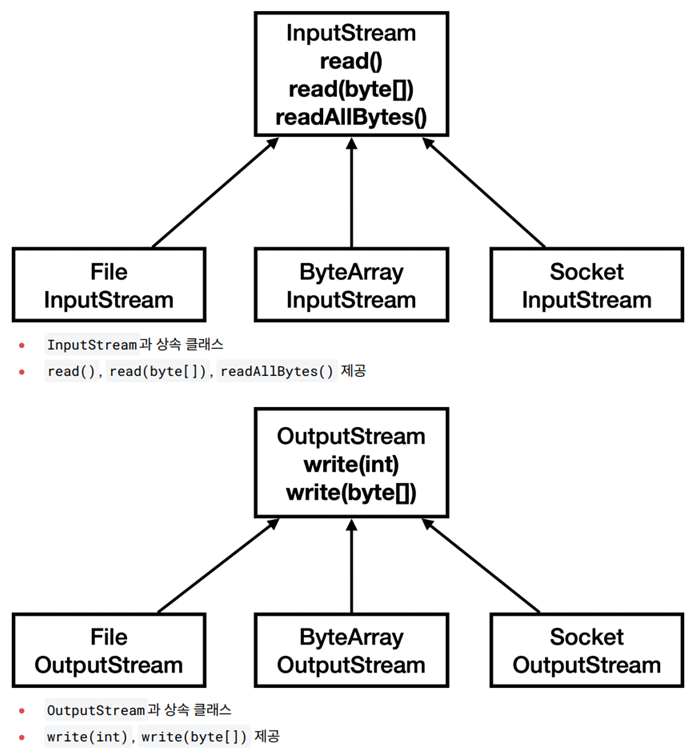 InputStream
read()
read(byte[])
readAllBytes()
File
InputStream
ByteArray
InputStream
Socket
InputStream
InputStream과 상속 클래스
read(), read(byte[]), readAllBytes() 제공
OutputStream
write(int)
write(byte[])
File
OutputStream
ByteArray
OutputStream
Socket
OutputStream
OutputStream과 상속 클래스
write(int), write(byte[]) 제공